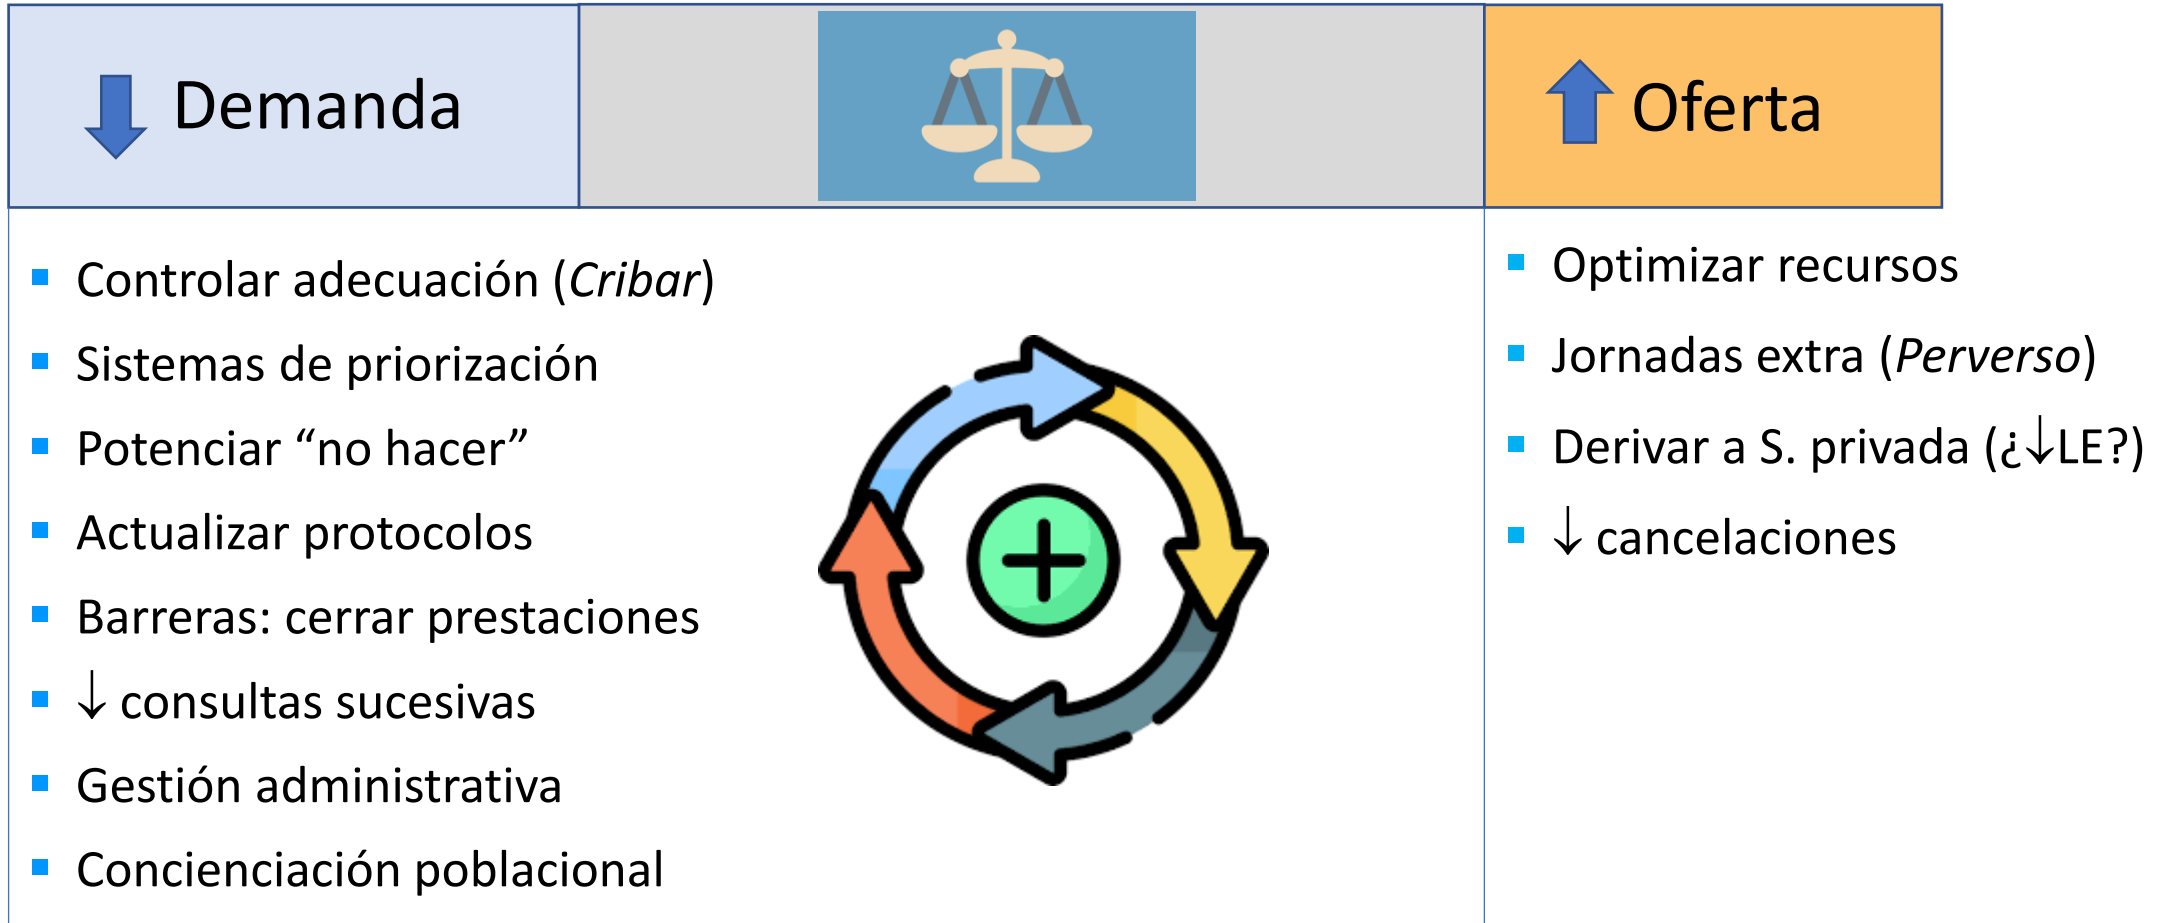 Demanda
Oferta
Controlar adecuación (Cribar)
Sistemas de priorización
Potenciar “no hacer”
Actualizar protocolos
Barreras: cerrar prestaciones
↓ consultas sucesivas
Gestión administrativa
Concienciación poblacional
Optimizar recursos
Jornadas extra (Perverso)
Derivar a S. privada (¿↓LE?)
↓ cancelaciones